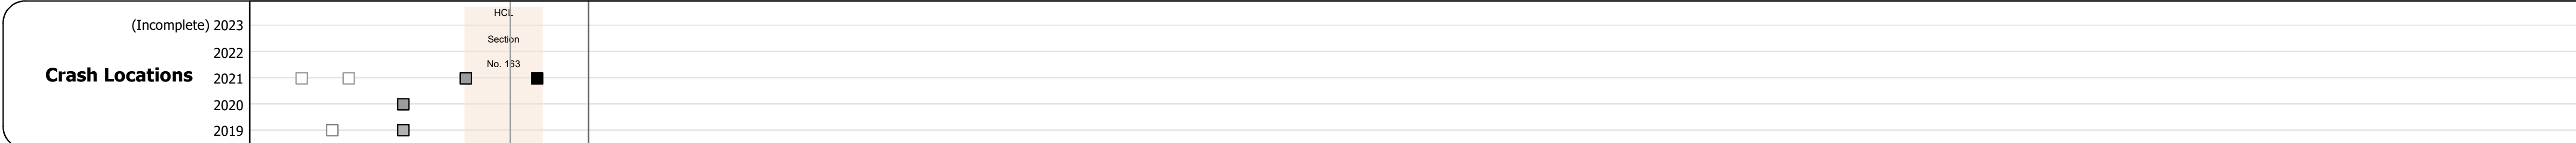 HCL
(Incomplete) 2023
Section
2022
No. 163
Crash Locations
2021
2020
2019